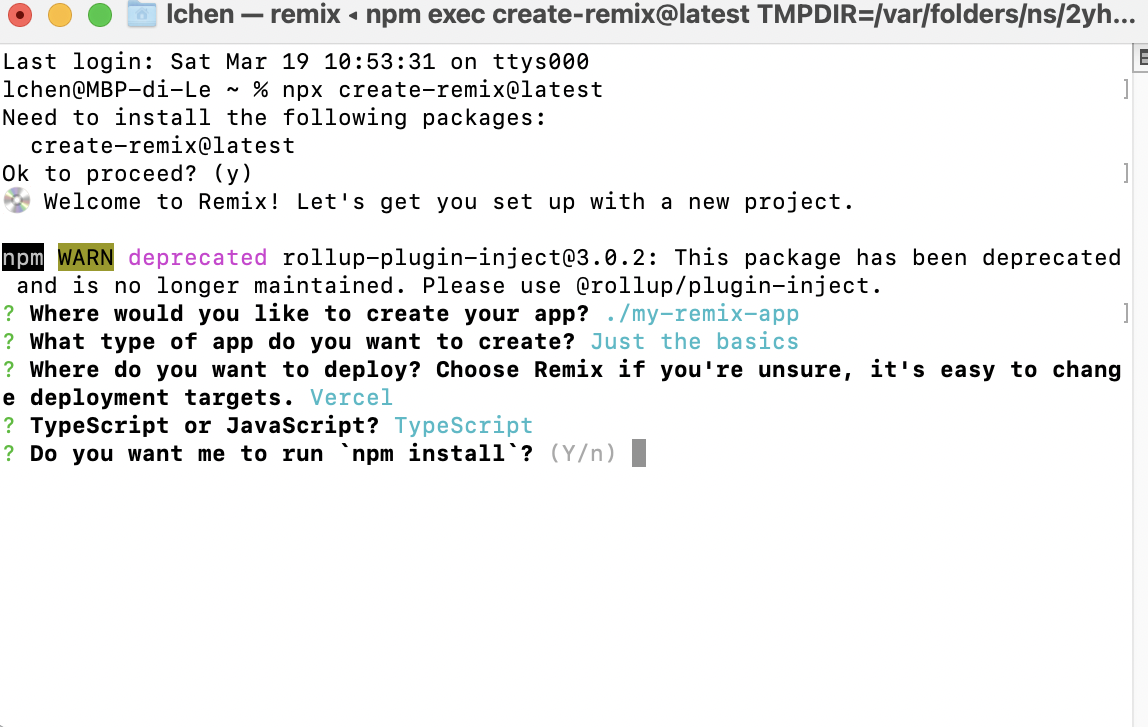 lchen — remix ◂ npm exec create-remix@latest TMPDIR=/var/folders/ns/2yh...
Last login: Sat Mar 19 10:53:31 on ttys000
lchen@MBP-di-Le ~ % npx create-remix@latest
Need to install the following packages:
  create-remix@latest
Ok to proceed? (y)
💿 Welcome to Remix! Let's get you set up with a new project.
npm WARN deprecated rollup-plugin-inject@3.0.2: This package has been deprecated
 and is no longer maintained. Please use @rollup/plugin-inject.
? Where would you like to create your app? ./my-remix-app
? What type of app do you want to create? Just the basics
? Where do you want to deploy? Choose Remix if you're unsure, it's easy to chang
e deployment targets. Vercel
? TypeScript or JavaScript? TypeScript
? Do you want me to run `npm install`? (Y/n)